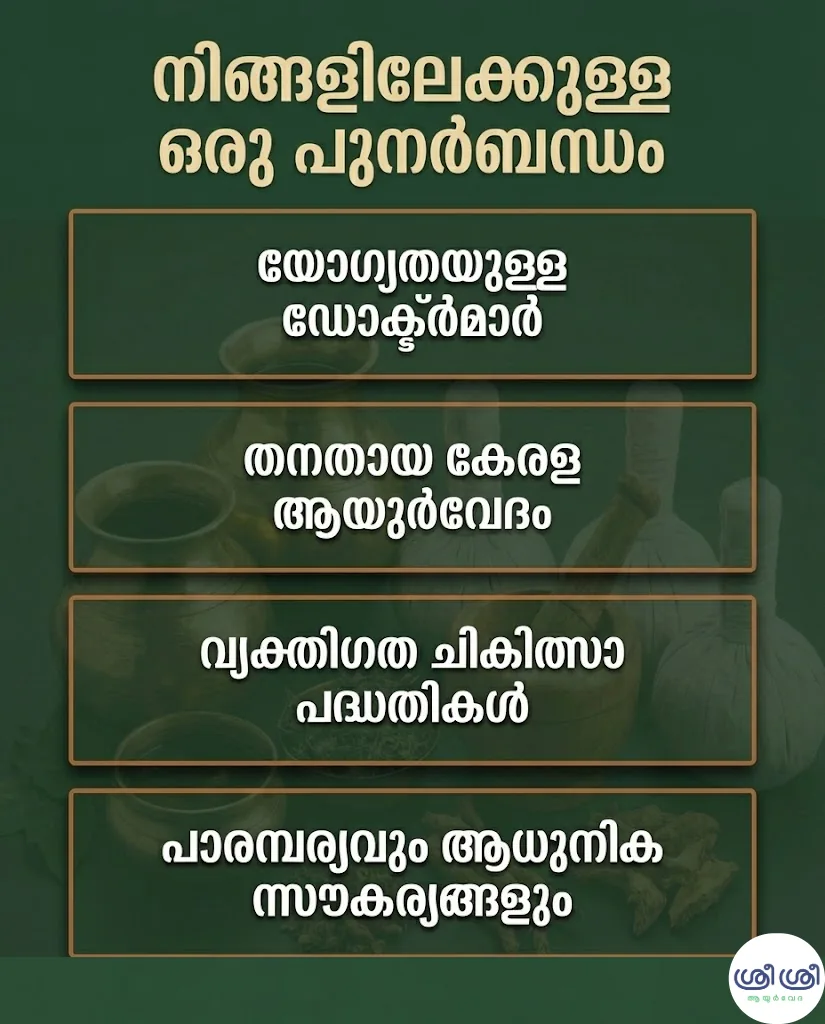 നിങ്ങളിലേക്കുള്ള
ഒരു പുനർബന്ധം
യോഗ്യതയുള്ള
ഡോക്ട്ർമാർ
തനതായ കേരള
ആയുർവേദം
വ്യക്തിഗത ചികിത്സാ
പദ്ധതികൾ
പാരമ്പര്യവും ആധുനിക
സ്സൗകര്യങ്ങളും
ശ്രീ ശ്രീ
ആയുർവേദ